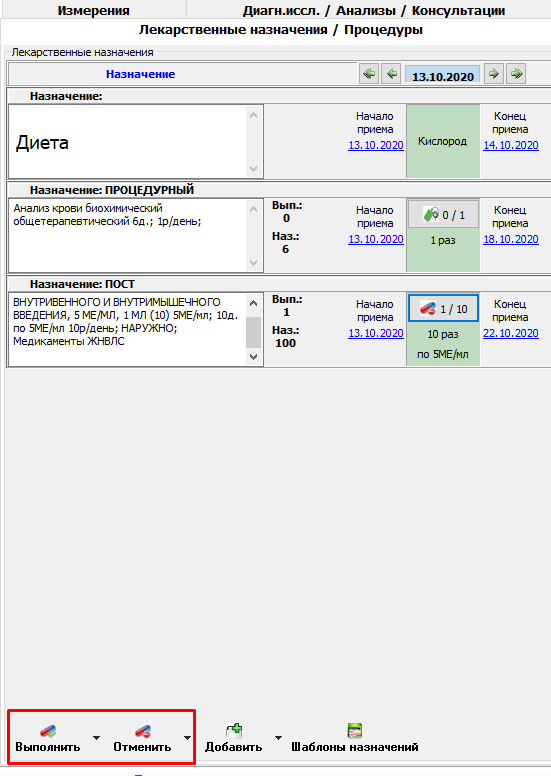 Измерения
Диагн.иссл. / Анализы / Консультации
Лекарственные назначения / Процедуры
Лекарственные назначения
Назначение
13.10.2020
Назначение:
Диета
Начало приема
13.10.2020
Кислород
Конец приема
14.10.2020
Назначение: ПРОЦЕДУРНЫЙ
Анализ крови биохимический
общетерапевтический 6д.; 1р/день;
Вып.:
0
Наз.:
6
Начало приема
13.10.2020
0 / 1
1 раз
Конец приема
18.10.2020
Назначение: ПОСТ
ВНУТРИВЕННОГО И ВНУТРИМЫШЕЧНОГО
ВВЕДЕНИЯ, 5 МЕ/МЛ, 1 МЛ (10) 5МЕ/мл; 10д.
по 5МЕ/мл 10р/день; НАРУЖНО;
Медикаменты ЖНВЛС
Вып.:
1
Наз.:
100
Начало приема
13.10.2020
1 / 10
10 раз
по 5МЕ/мл
Конец приема
22.10.2020
Выполнить
Отменить
Добавить
Шаблоны назначений